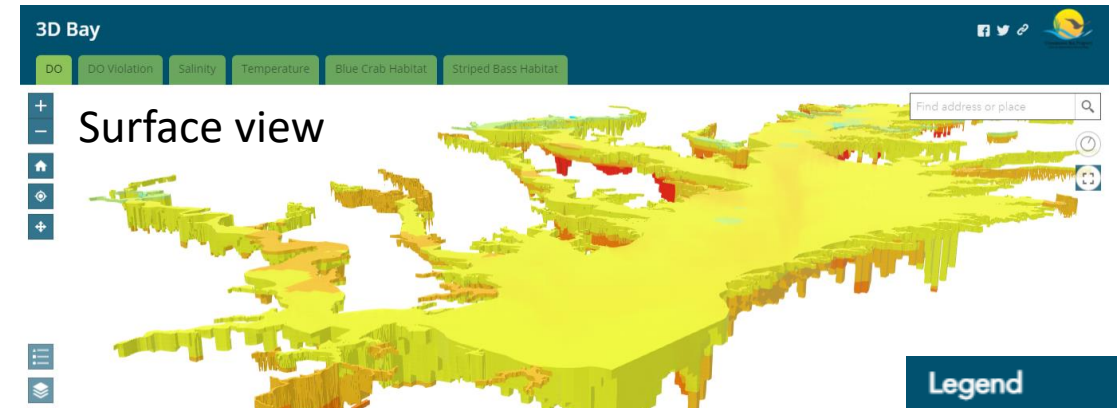 3D Bay
DO
DO Violation
Salinity
Temperature
Blue Crab Habitat
Striped Bass Habitat
Surface view
Find address or place
Legend